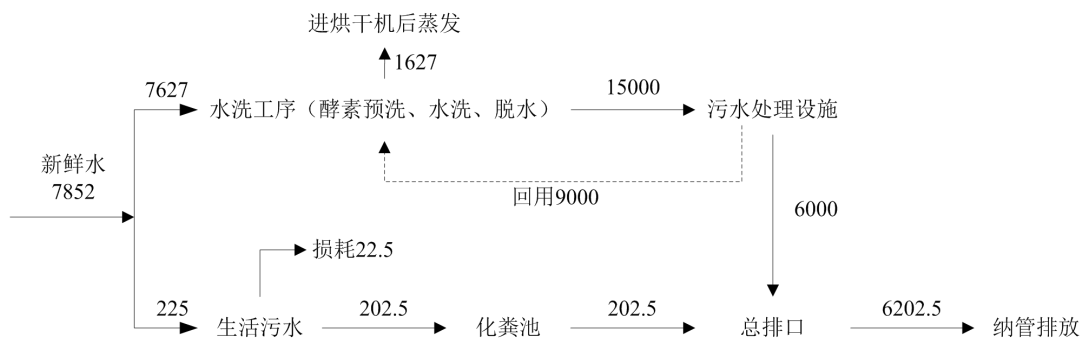 进烘干机后蒸发
1627
7627
水洗工序（酵素预洗、水洗、脱水）
15000
污水处理设施
新鲜水
7852
回用9000
6000
损耗22.5
225
生活污水
202.5
化粪池
202.5
总排口
6202.5
纳管排放